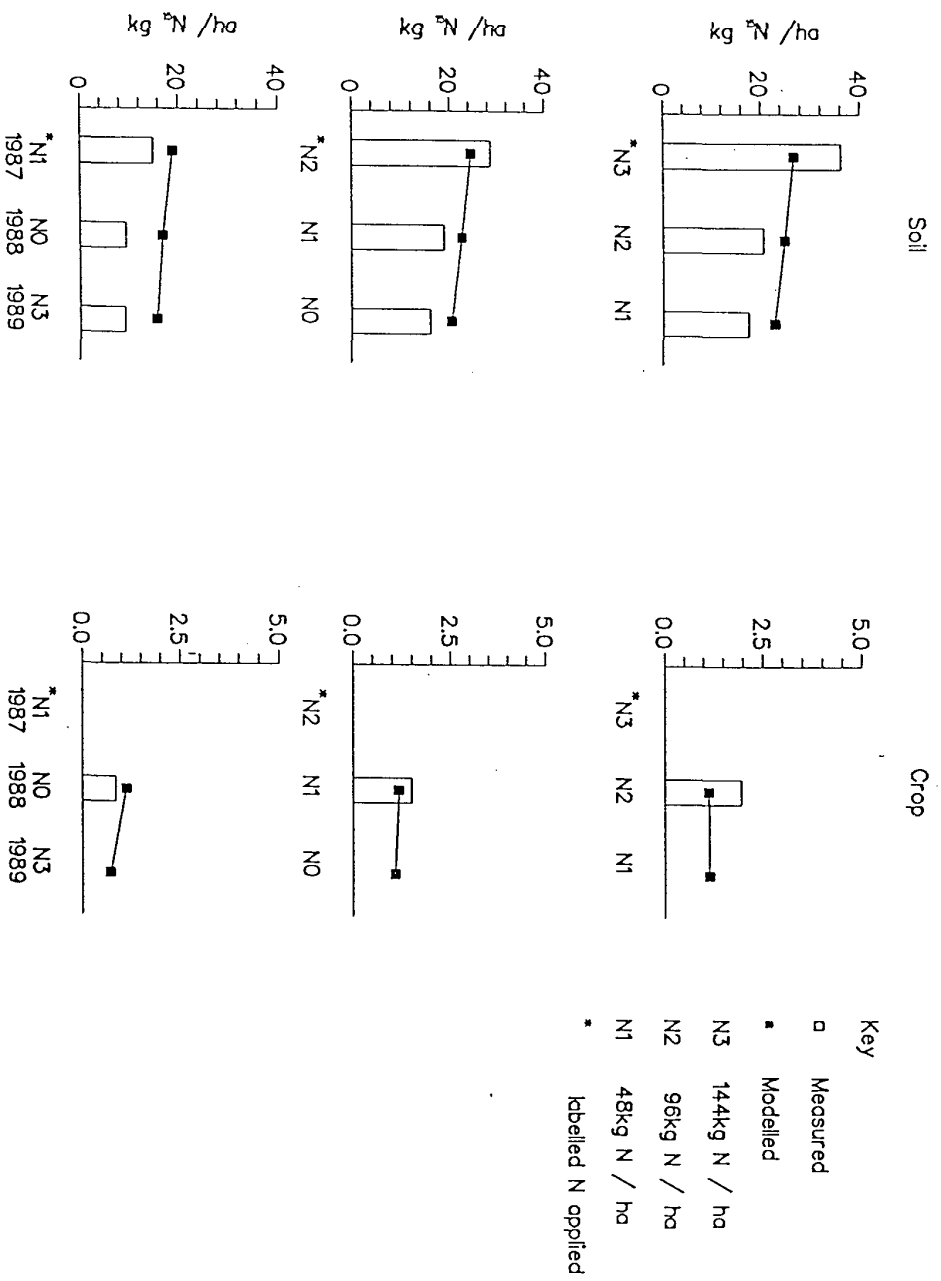 Soil
Crop
Key
Measured
Modelled
N3 144kg N / ha
N2 96kg N / ha
N1 48kg N / ha
* labelled N applied
kg Na / ha
40
20
0
*N3 N2 N1
5.0
2.5
0.0
*N3 N2 N1
kg Na / ha
40
20
0
*N2 N1 N0
5.0
2.5
0.0
*N2 N1 N0
kg Na / ha
40
20
0
*N1 N0 N3
1987 1988 1989
5.0
2.5
0.0
*N1 N0 N3
1987 1988 1989